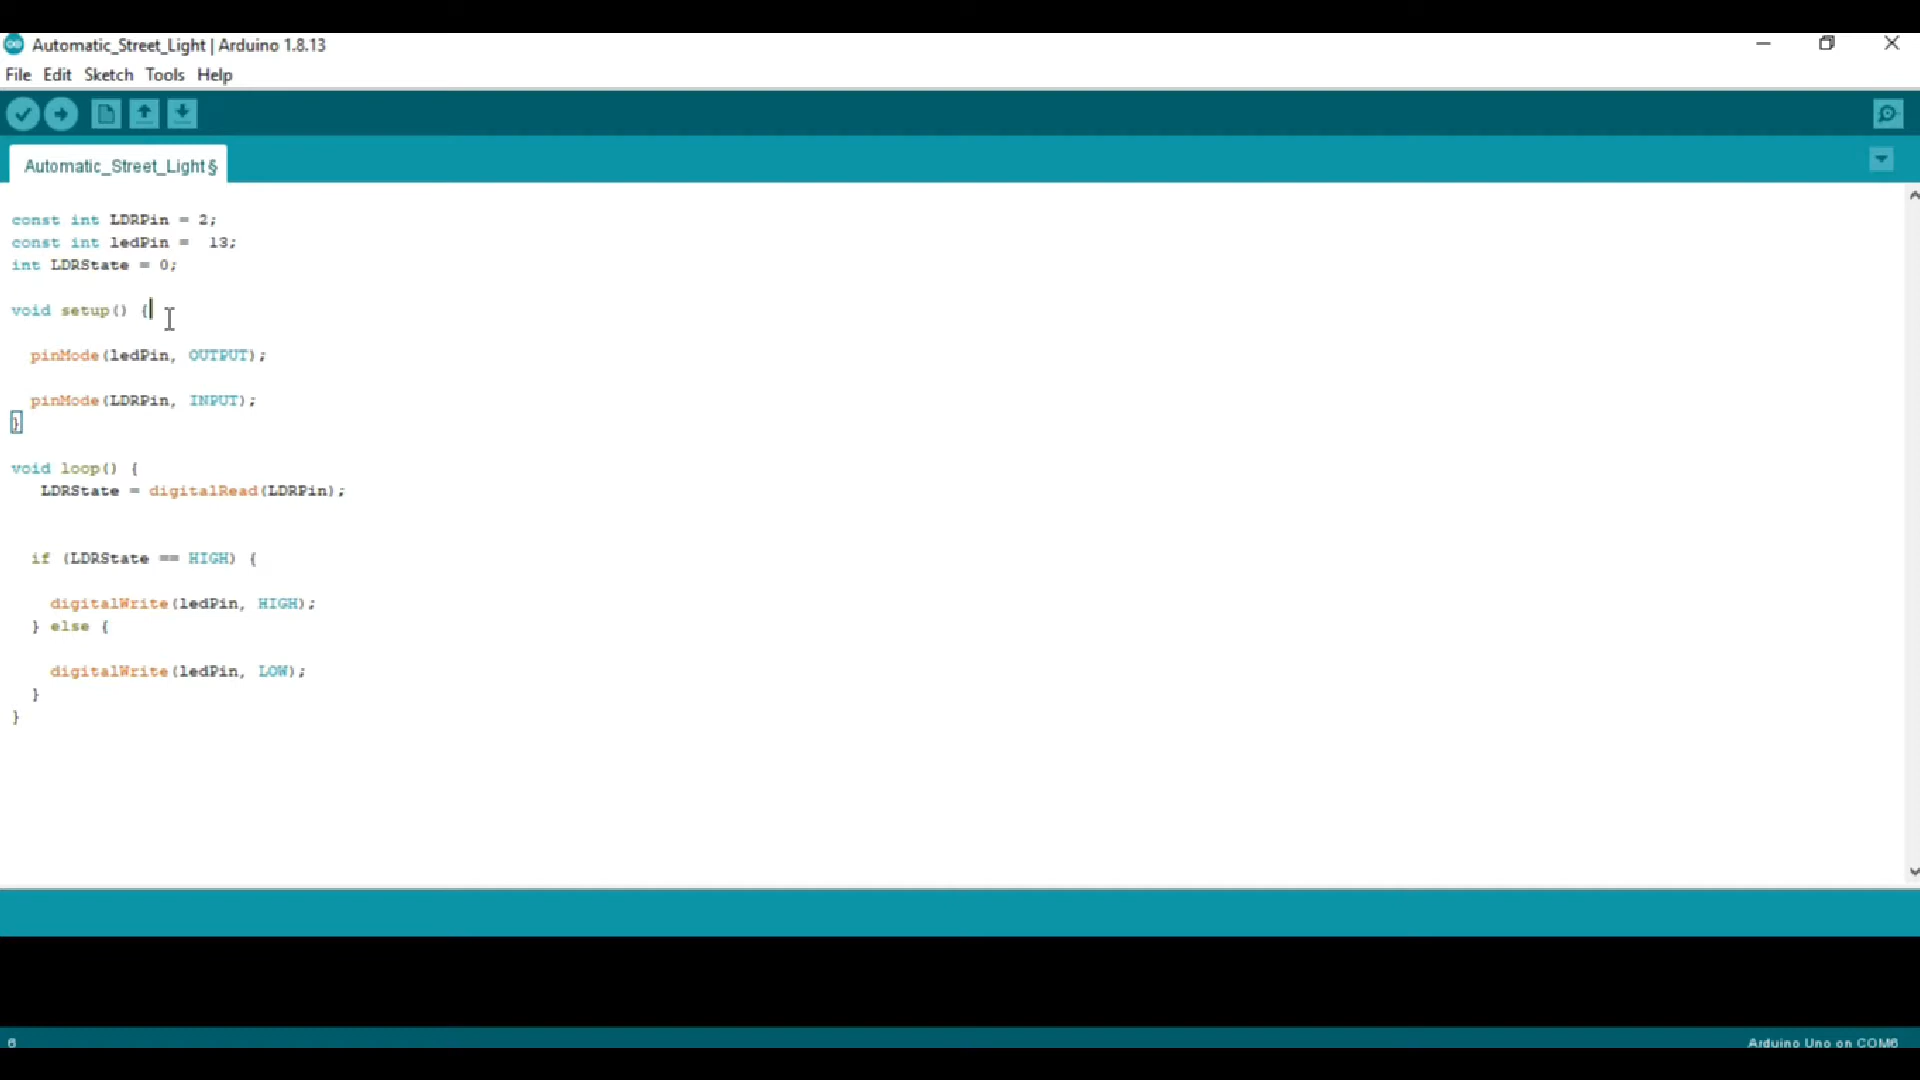 Automatic_Street_Light | Arduino 1.8.13
File Edit Sketch Tools Help
Automatic_Street_Light§
const int LDRPin = 2;
const int ledPin =  13;
int LDRState = 0;
void setup() {
  pinMode(ledPin, OUTPUT);
  pinMode(LDRPin, INPUT);
}
void loop() {
   LDRState = digitalRead(LDRPin);
  if (LDRState == HIGH) {
    digitalWrite(ledPin, HIGH);
  } else {
    digitalWrite(ledPin, LOW);
  }
}
6 Arduino Uno on COM6